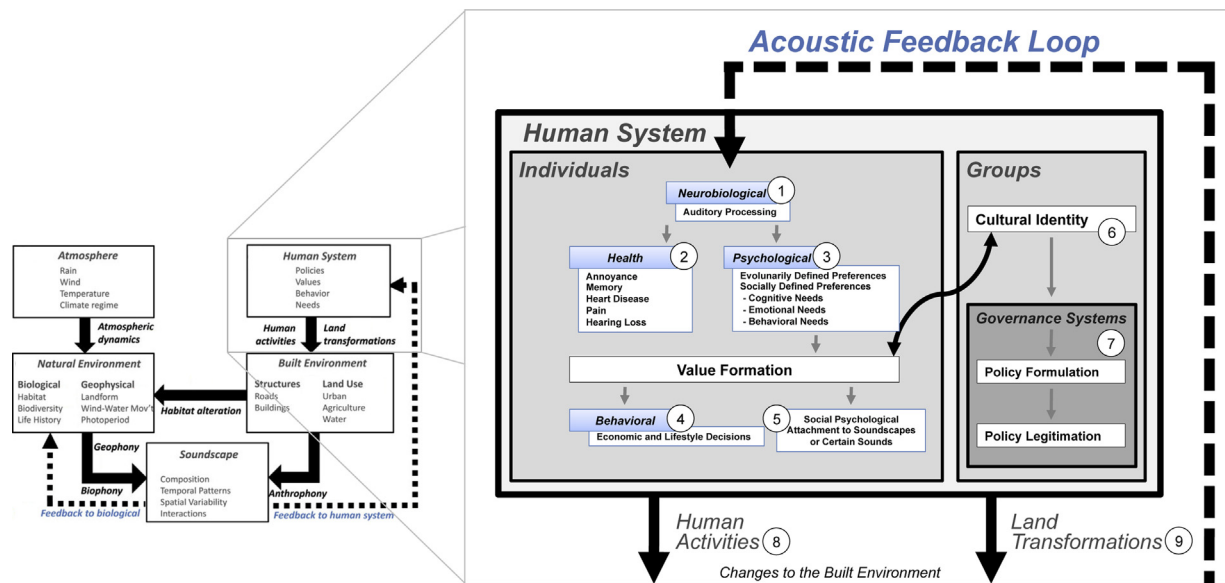 Atmosphere
Rain
Wind
Temperature
Climate regime
Human System
Policies
Values
Behavior
Needs
Atmospheric
dynamics
Human
activities
Land
transformations
Natural Environment
Biological
Habitat
Biodiversity
Life History
Geophysical
Landform
Wind-Water Mov't
Photoperiod
Habitat alteration
Built Environment
Structures
Roads
Buildings
Land Use
Urban
Agriculture
Water
Geophony
Biophony
Soundscape
Composition
Temporal Patterns
Spatial Variability
Interactions
Anthrophony
Feedback to biological
Feedback to human system
Acoustic Feedback Loop
Human System
Individuals
Neurobiological 1
Auditory Processing
Health 2
Annoyance
Memory
Heart Disease
Pain
Hearing Loss
Psychological 3
Evolunarily Defined Preferences
Socially Defined Preferences
- Cognitive Needs
- Emotional Needs
- Behavioral Needs
Value Formation
Behavioral 4
Economic and Lifestyle Decisions
5 Social Psychological
Attachment to Soundscapes
or Certain Sounds
Groups
Cultural Identity 6
Governance Systems
7
Policy Formulation
Policy Legitimation
Human
Activities 8
Land
Transformations 9
Changes to the Built Environment